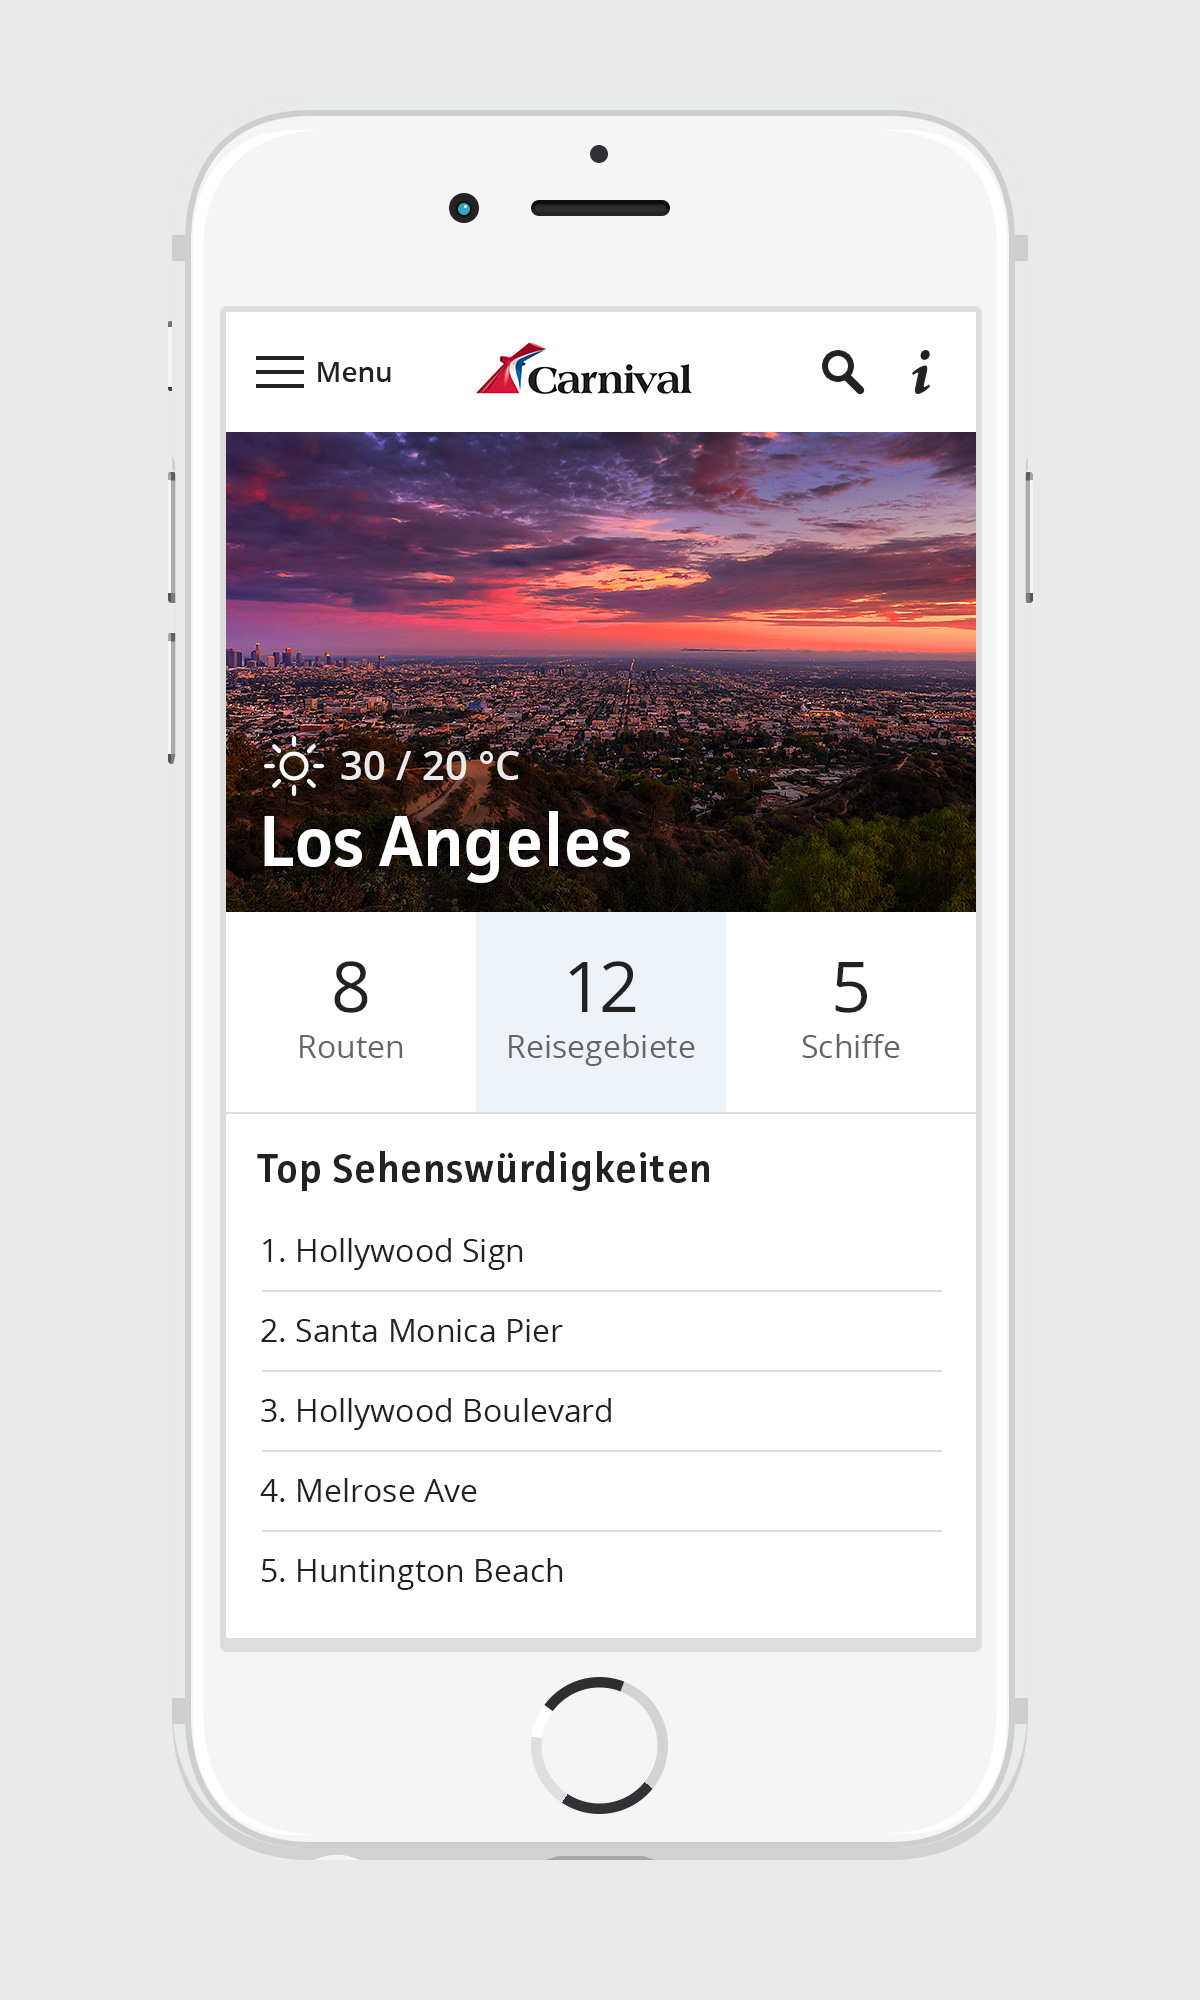 Menu
Carnival
i
30 / 20 °C
Los Angeles
8
12
5
Routen
Reisegebiete
Schiffe
Top Sehenswürdigkeiten
1. Hollywood Sign
2. Santa Monica Pier
3. Hollywood Boulevard
4. Melrose Ave
5. Huntington Beach